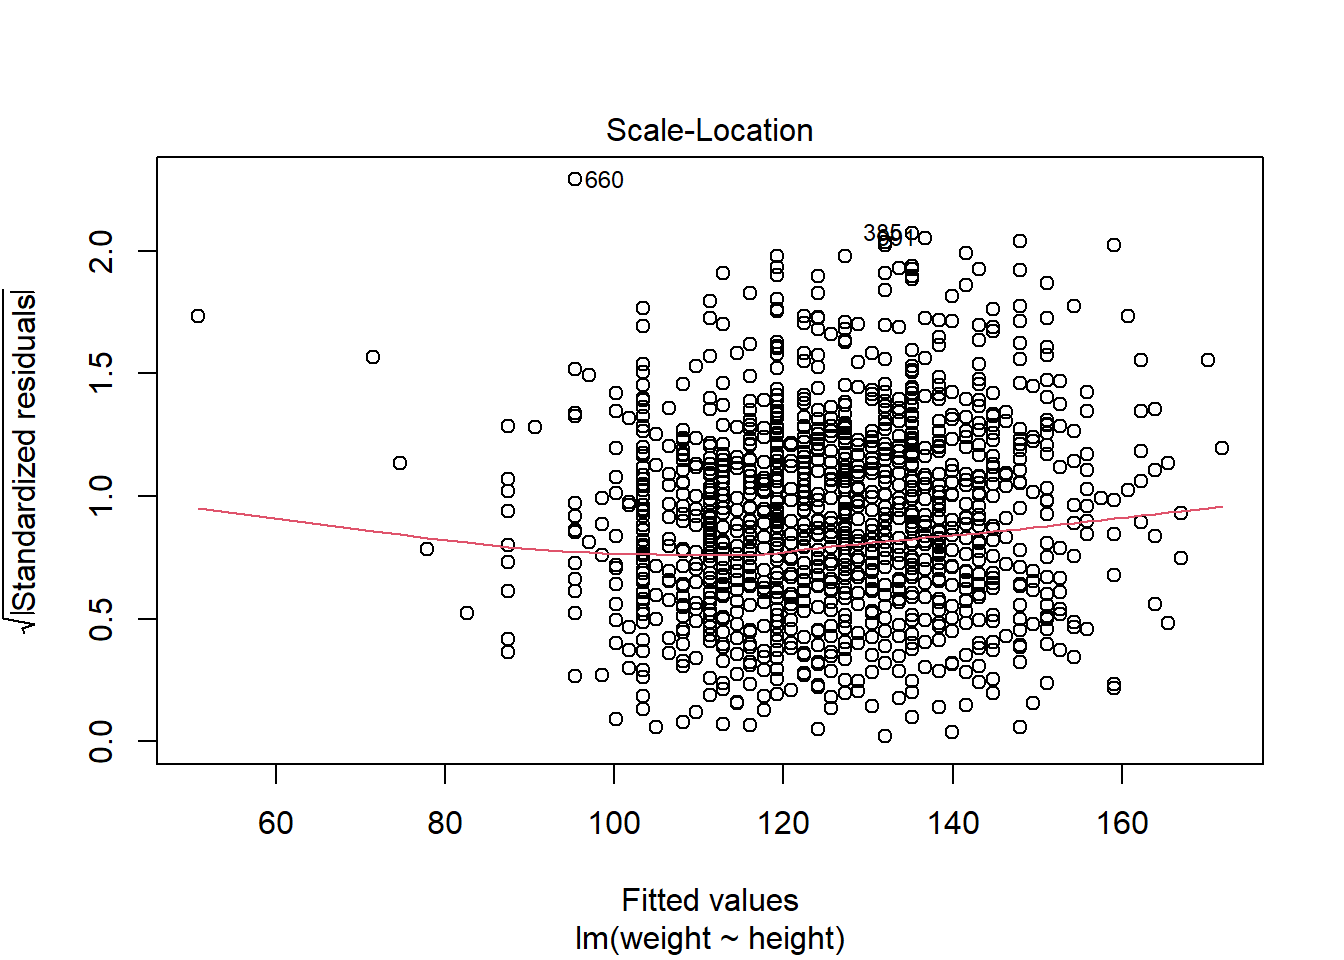 Scale-Location
660
385
2.0
1.5
1.0
0.5
0.0
√|Standardized residuals|
60 80 100 120 140 160
Fitted values
lm(weight ~ height)